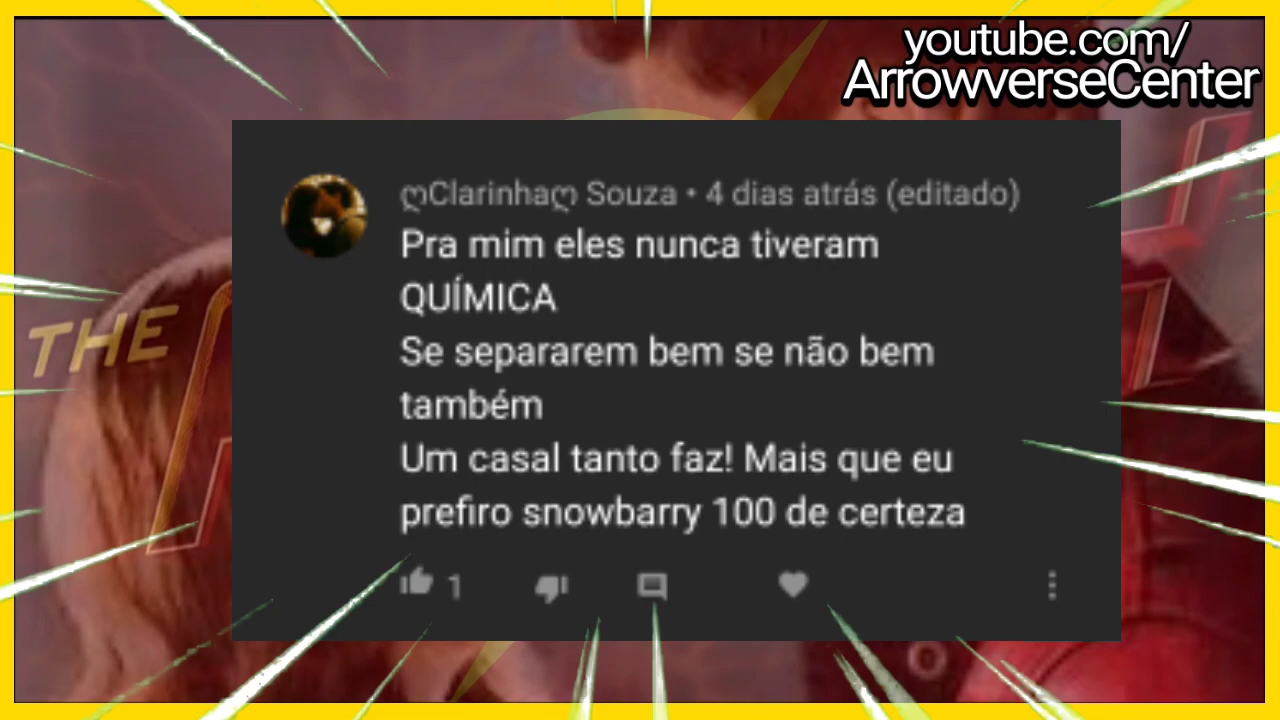 youtube.com/
ArrowverseCenter
ლClarinhaლ Souza • 4 dias atrás (editado)
Pra mim eles nunca tiveram
QUÍMICA
Se separarem bem se não bem
também
Um casal tanto faz! Mais que eu
prefiro snowbarry 100 de certeza
1
THE